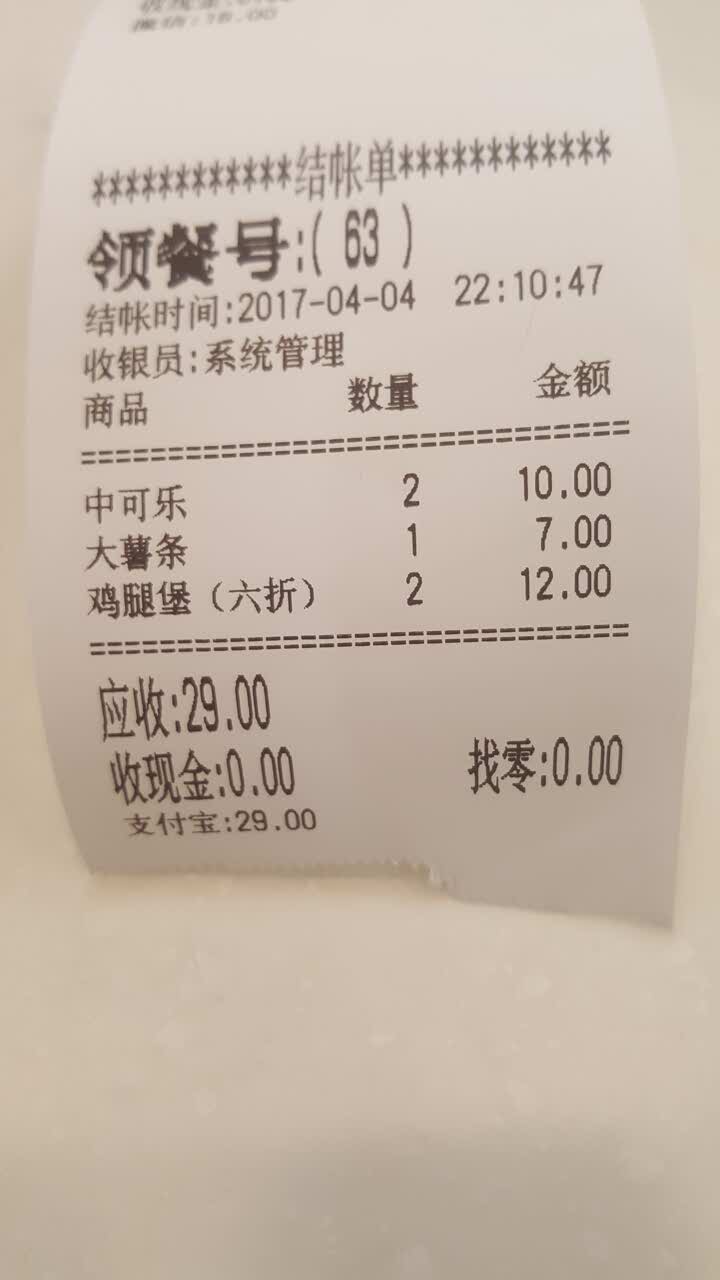 ************结帐单************
领餐号:( 63 )
结帐时间:2017-04-04 22:10:47
收银员:系统管理
商品 数量 金额
==============================
中可乐 2 10.00
大薯条 1 7.00
鸡腿堡（六折） 2 12.00
==============================
应收:29.00
收现金:0.00 找零:0.00
支付宝:29.00